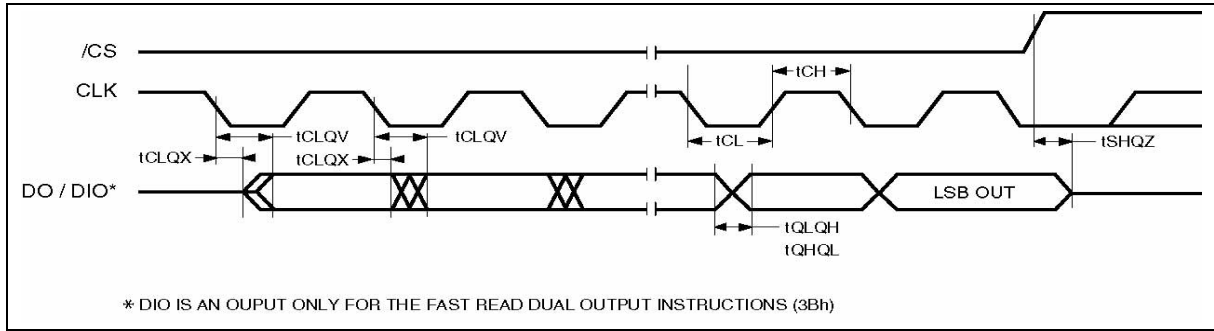 /CS
tCH
CLK
tCLQV
tCLQV
tCL
tSHQZ
tCLQX
tCLQX
DO / DIO*
LSB OUT
tQLQH
tQHQL
* DIO IS AN OUPUT ONLY FOR THE FAST READ DUAL OUTPUT INSTRUCTIONS (3Bh)